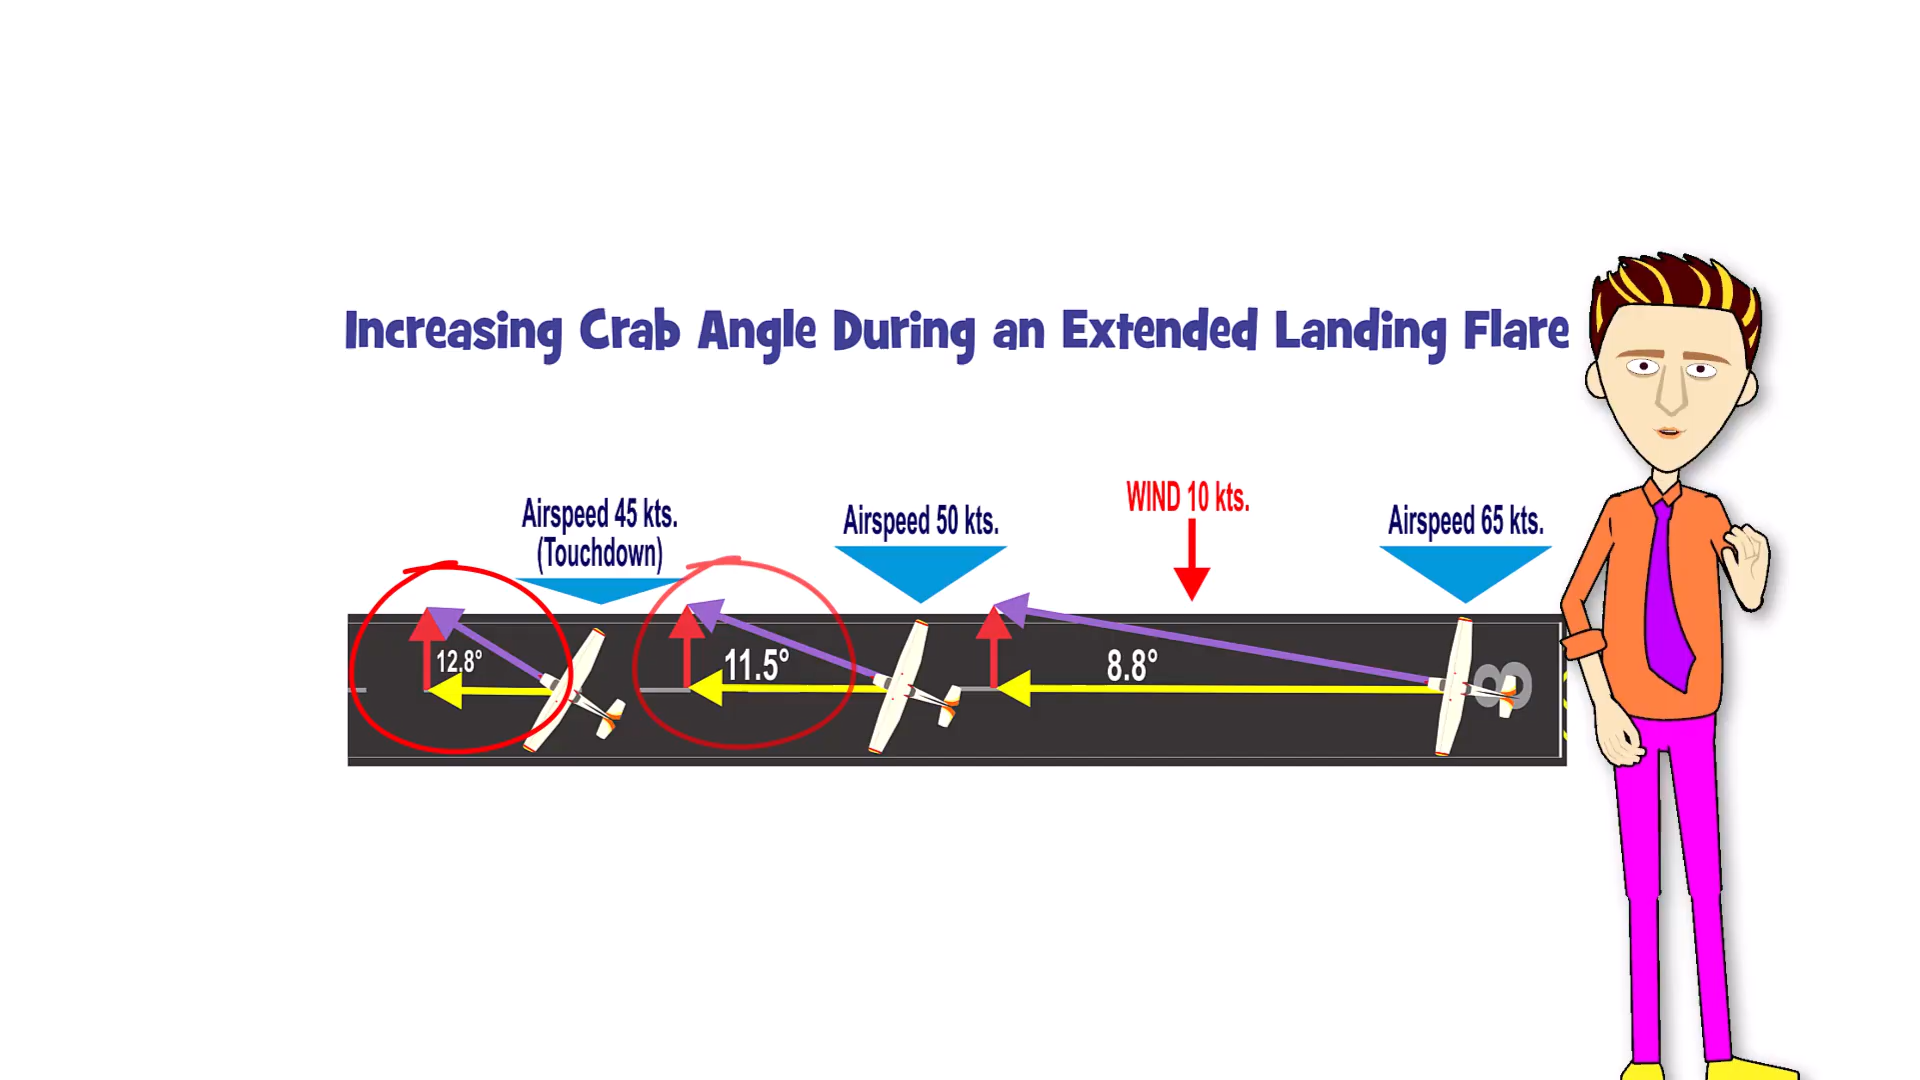 Increasing Crab Angle During an Extended Landing Flare
WIND 10 kts.
Airspeed 45 kts.
(Touchdown)
Airspeed 50 kts.
Airspeed 65 kts.
12.8°
11.5°
8.8°
8